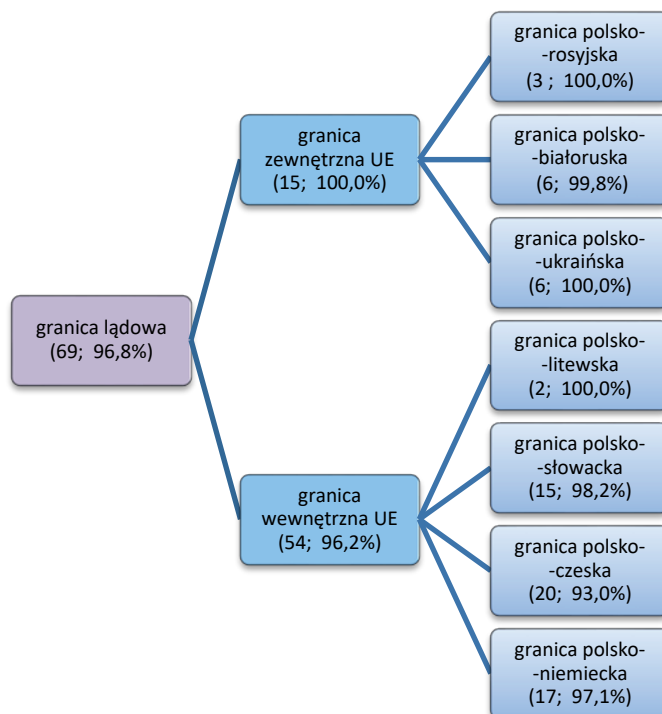 granica polsko-
-rosyjska
(3 ;  100,0%)
granica
zewnętrzna UE
(15;  100,0%)
granica polsko-
-białoruska
(6;  99,8%)
granica polsko-
-ukraińska
(6;  100,0%)
granica lądowa
(69;  96,8%)
granica polsko-
-litewska
(2;  100,0%)
granica
wewnętrzna UE
(54;  96,2%)
granica polsko-
-słowacka
(15;  98,2%)
granica polsko-
-czeska
(20;  93,0%)
granica polsko-
-niemiecka
(17;  97,1%)